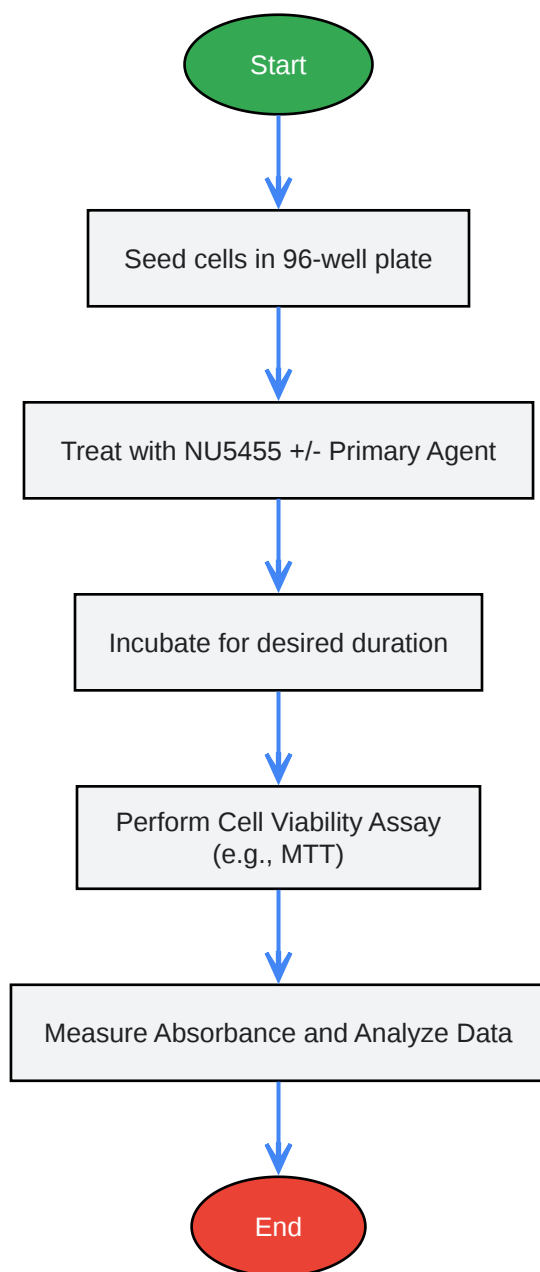 Start
Seed cells in 96-well plate
Treat with NU5455 +/- Primary Agent
Incubate for desired duration
Perform Cell Viability Assay
(e.g., MTT)
Measure Absorbance and Analyze Data
End